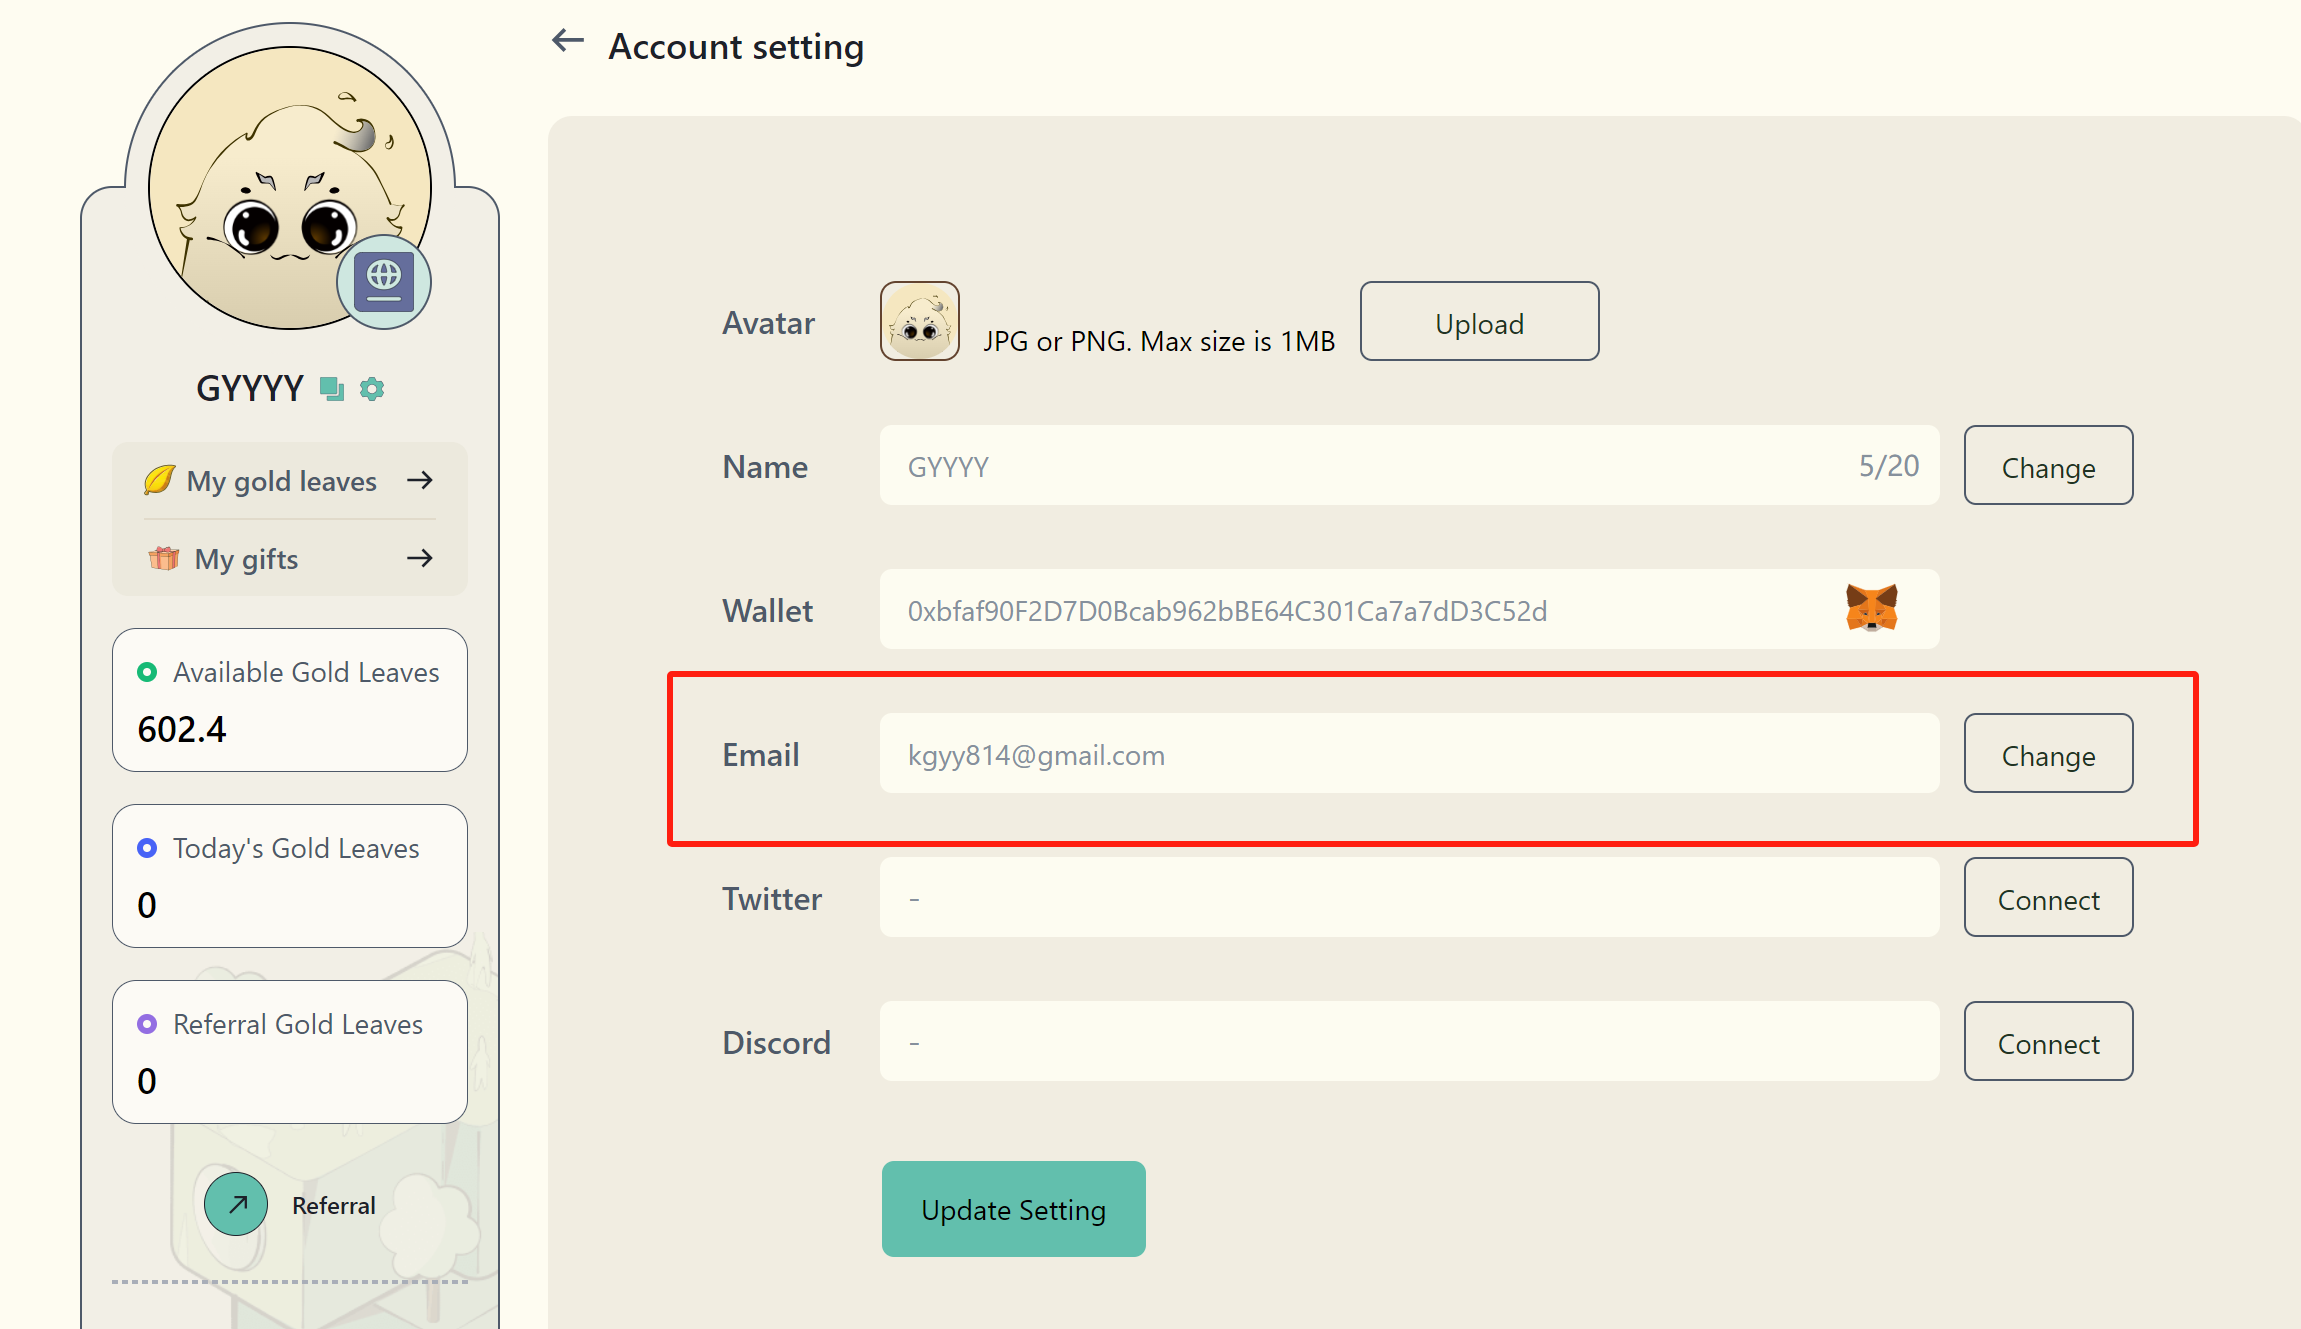 Account setting
GYYYY
My gold leaves
My gifts
Available Gold Leaves
602.4
Today's Gold Leaves
0
Referral Gold Leaves
0
Referral
Avatar
JPG or PNG. Max size is 1MB
Upload
Name
GYYYY
5/20
Change
Wallet
0xbfaf90F2D7D0Bcab962bBE64C301Ca7a7dD3C52d
Email
kgyy814@gmail.com
Change
Twitter
-
Connect
Discord
-
Connect
Update Setting